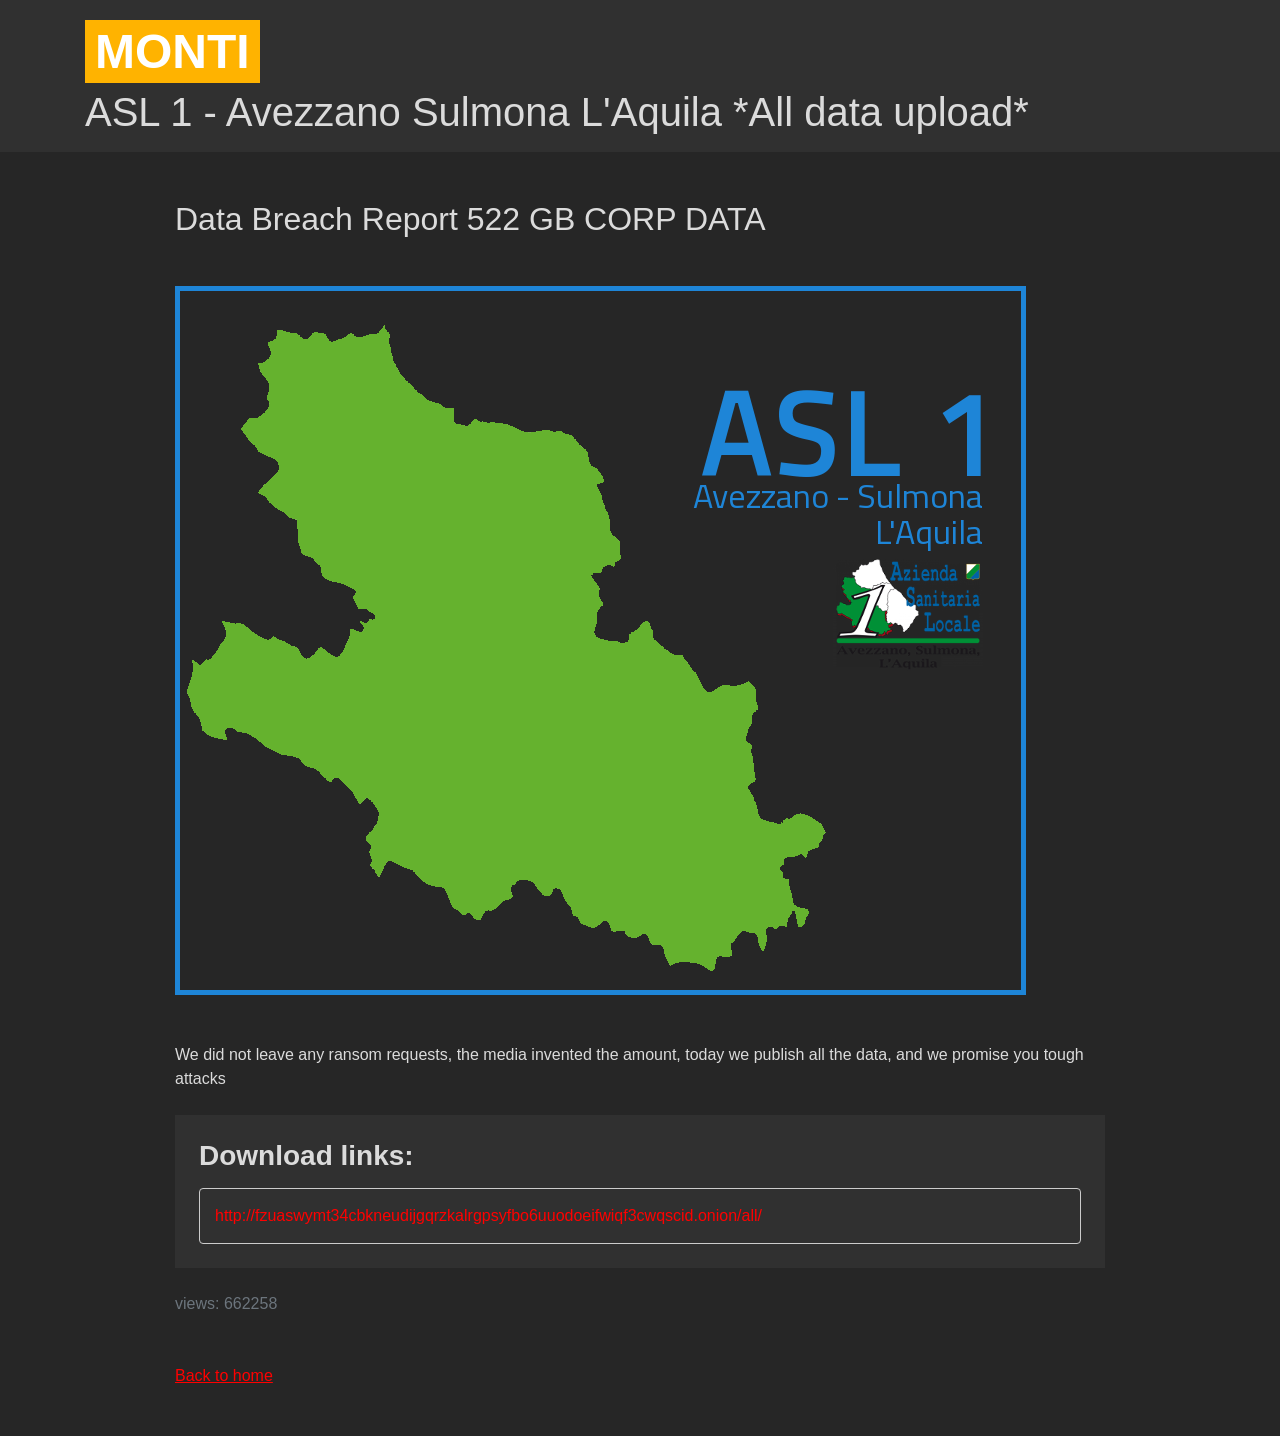 MONTI
ASL 1 - Avezzano Sulmona L'Aquila *All data upload*
Data Breach Report 522 GB CORP DATA
ASL 1
Avezzano - Sulmona
L'Aquila
Azienda
Sanitaria
Locale
1
Avezzano, Sulmona,
L'Aquila
We did not leave any ransom requests, the media invented the amount, today we publish all the data, and we promise you tough
attacks
Download links:
http://fzuaswymt34cbkneudijgqrzkalrgpsyfbo6uuodoeifwiqf3cwqscid.onion/all/
views: 662258
Back to home